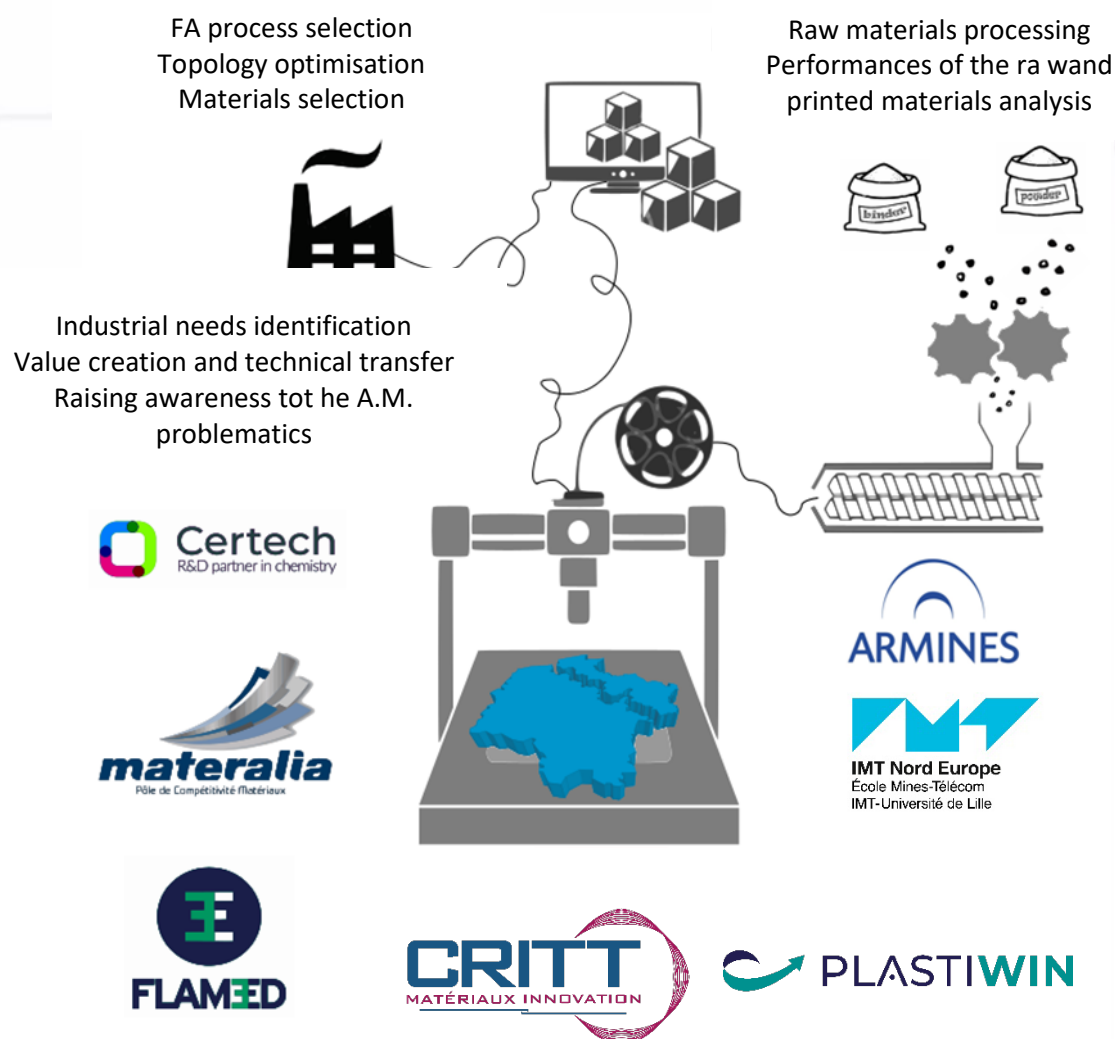 FA process selection
Topology optimisation
Materials selection
Raw materials processing
Performances of the ra wand
printed materials analysis
binder
powder
Industrial needs identification
Value creation and technical transfer
Raising awareness tot he A.M.
problematics
Certech
R&D partner in chemistry
ARMINES
materalia
Pôle de Compétitivité Matériaux
IMT Nord Europe
École Mines-Télécom
IMT-Université de Lille
FLAM3D
CRITT
MATÉRIAUX INNOVATION
PLASTIWIN